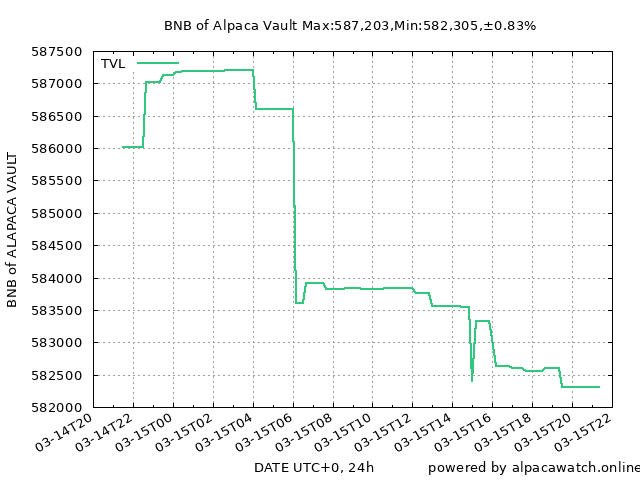 BNB of Alpaca Vault Max:587,203,Min:582,305,±0.83%
TVL
587500
587000
586500
586000
585500
585000
584500
584000
583500
583000
582500
582000
BNB of ALAPACA VAULT
03-14T20
03-14T22
03-15T00
03-15T02
03-15T04
03-15T06
03-15T08
03-15T10
03-15T12
03-15T14
03-15T16
03-15T18
03-15T20
03-15T22
DATE UTC+0, 24h
powered by alpacawatch.online